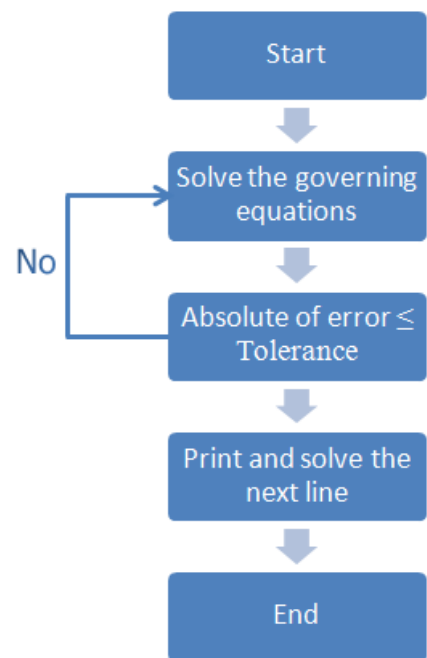 Start
Solve the governing
equations
No
Absolute of error ≤
Tolerance
Print and solve the
next line
End